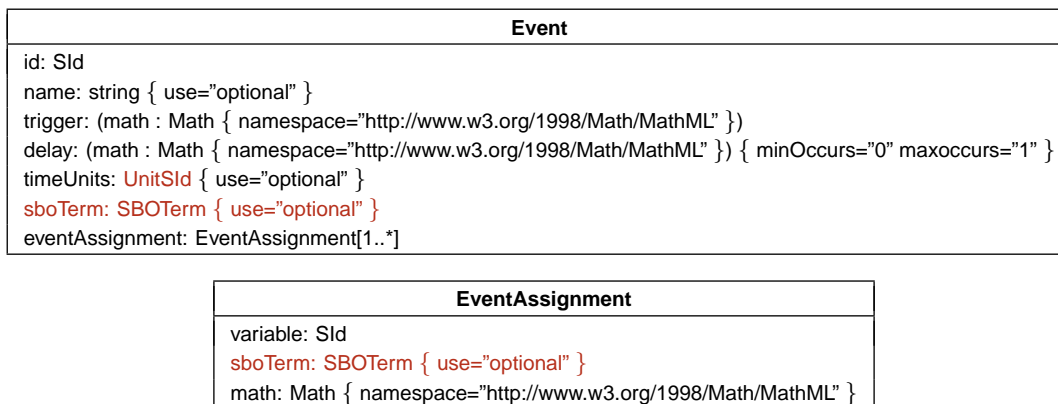 Event
id: SId
name: string { use="optional" }
trigger: (math : Math { namespace="http://www.w3.org/1998/Math/MathML" })
delay: (math : Math { namespace="http://www.w3.org/1998/Math/MathML" }) { minOccurs="0" maxoccurs="1" }
timeUnits: UnitSId { use="optional" }
sboTerm: SBOTerm { use="optional" }
eventAssignment: EventAssignment[1..*]
EventAssignment
variable: SId
sboTerm: SBOTerm { use="optional" }
math: Math { namespace="http://www.w3.org/1998/Math/MathML" }